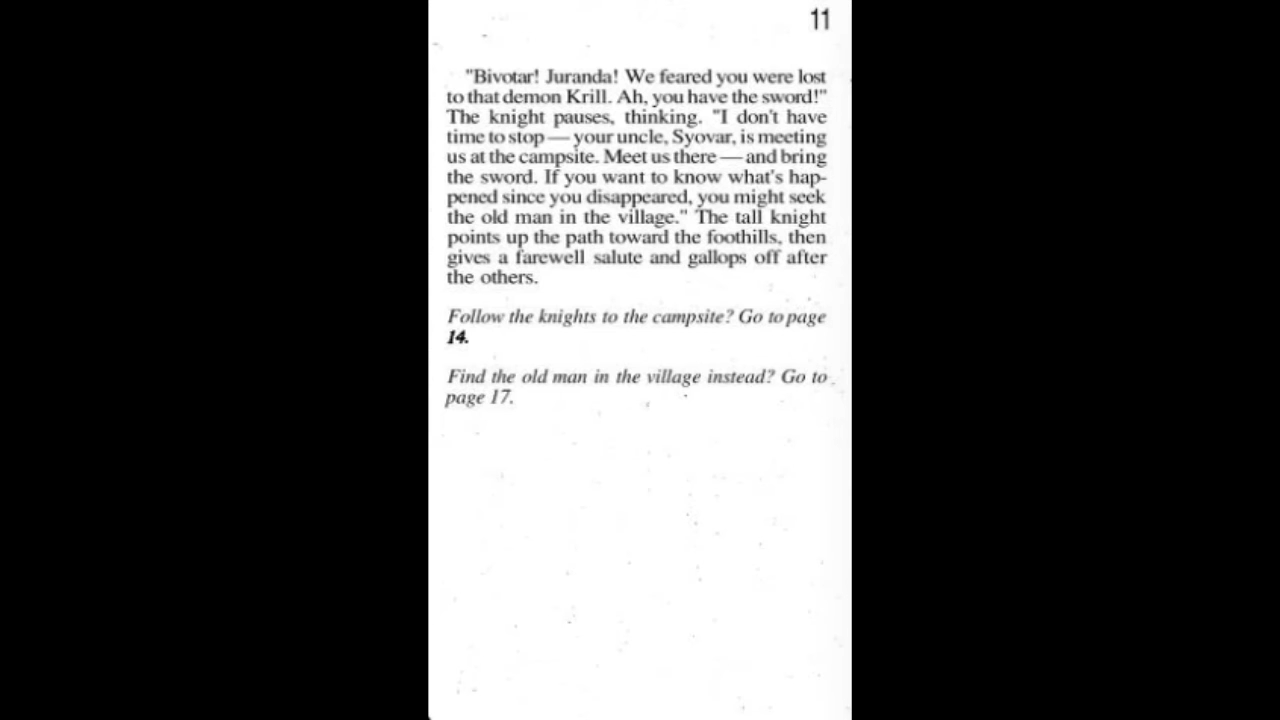 11
"Bivotar! Juranda! We feared you were lost
to that demon Krill. Ah, you have the sword!"
The knight pauses, thinking. "I don't have
time to stop — your uncle, Syovar, is meeting
us at the campsite. Meet us there — and bring
the sword. If you want to know what's hap-
pened since you disappeared, you might seek
the old man in the village." The tall knight
points up the path toward the foothills, then
gives a farewell salute and gallops off after
the others.
Follow the knights to the campsite? Go to page
14.
Find the old man in the village instead? Go to
page 17.